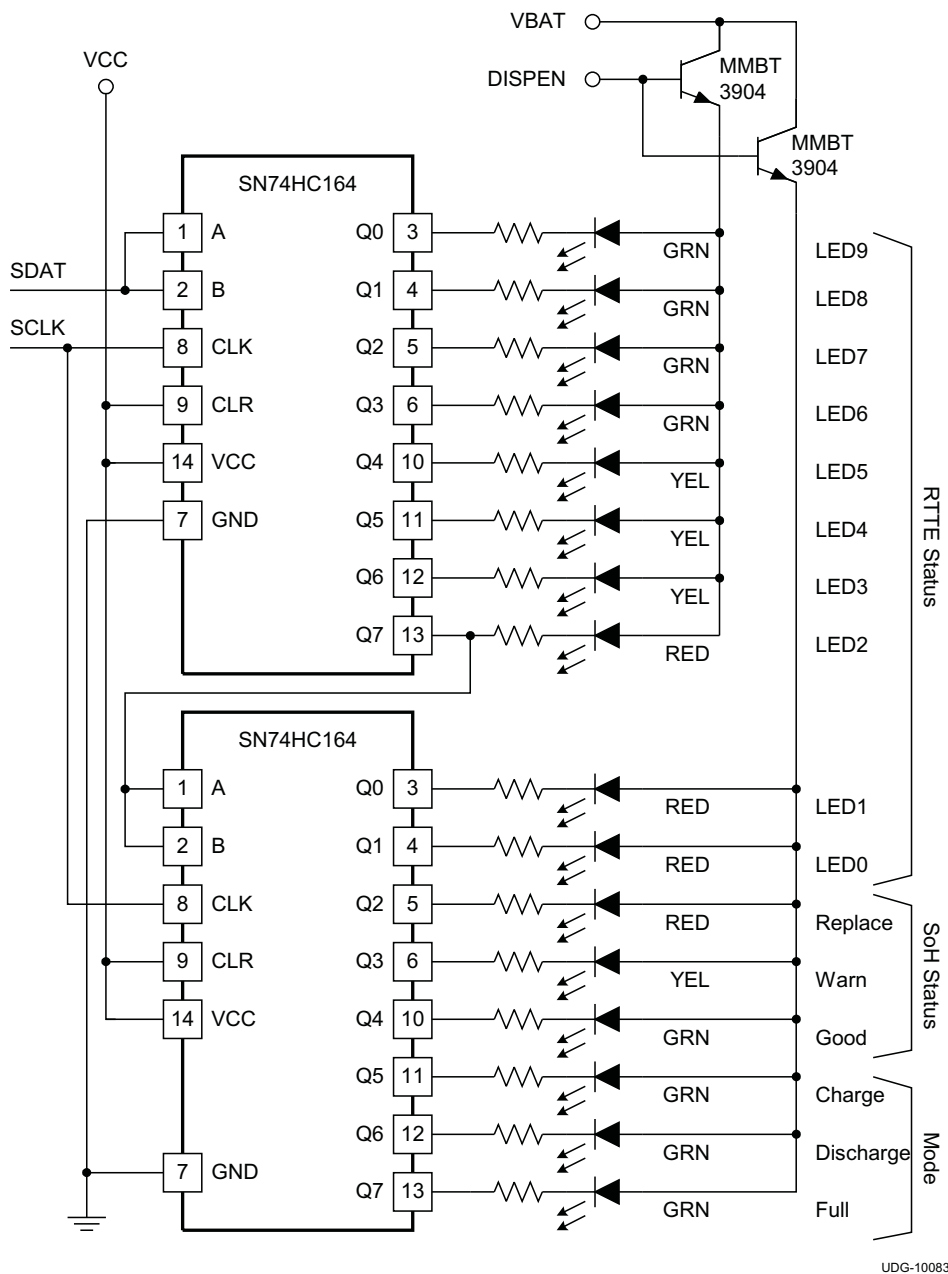 VBAT
VCC
DISPEN
MMBT
3904
MMBT
3904
SN74HC164
1 A Q0 3 GRN LED9
SDAT
2 B Q1 4 GRN LED8
SCLK
8 CLK Q2 5 GRN LED7
9 CLR Q3 6 GRN LED6
14 VCC Q4 10 YEL LED5
7 GND Q5 11 YEL LED4
Q6 12 YEL LED3
Q7 13 RED LED2
RTTE Status
SN74HC164
1 A Q0 3 RED LED1
2 B Q1 4 RED LED0
8 CLK Q2 5 RED Replace
9 CLR Q3 6 YEL Warn
14 VCC Q4 10 GRN Good
SoH Status
Q5 11 GRN Charge
Q6 12 GRN Discharge
7 GND Q7 13 GRN Full
Mode
UDG-10083